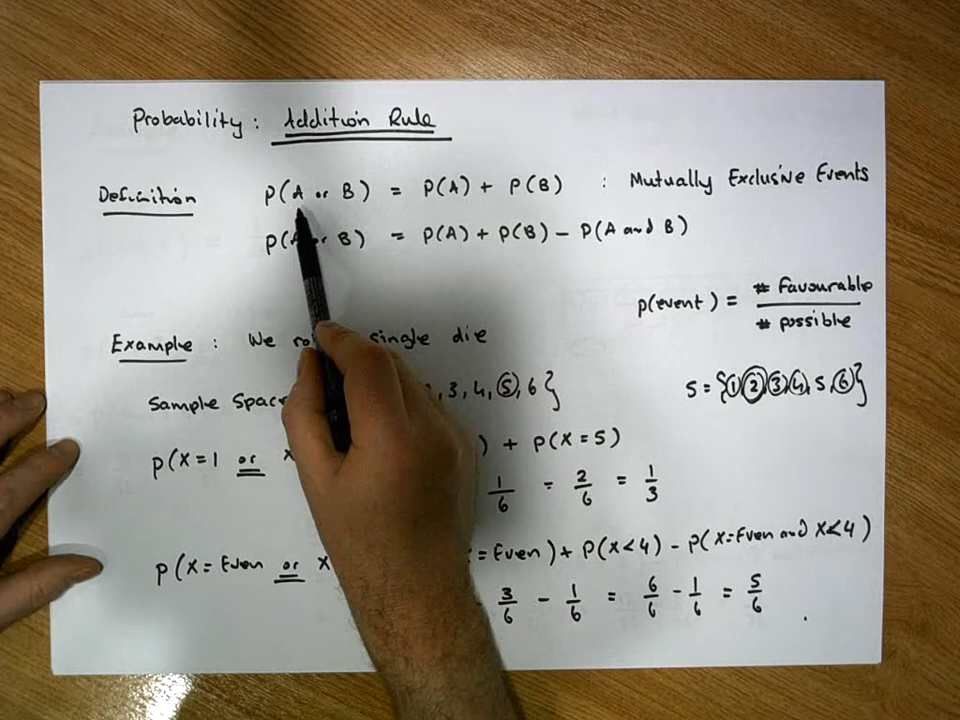 Probability : Addition Rule
Definition P(A or B) = P(A) + P(B) : Mutually Exclusive Events
P(A or B) = P(A) + P(B) - P(A and B)
P(event) = # favourable / # possible
Example : We single die
Sample Space , 3, 4, 5, 6} S = {1, 2, 3, 4, 5, 6}
P(X=1 or ) + P(X=5)
1/6 = 2/6 = 1/3
P(X=Even or X = Even) + P(X<4) - P(X=Even and X<4)
3/6 - 1/6 = 6/6 - 1/6 = 5/6